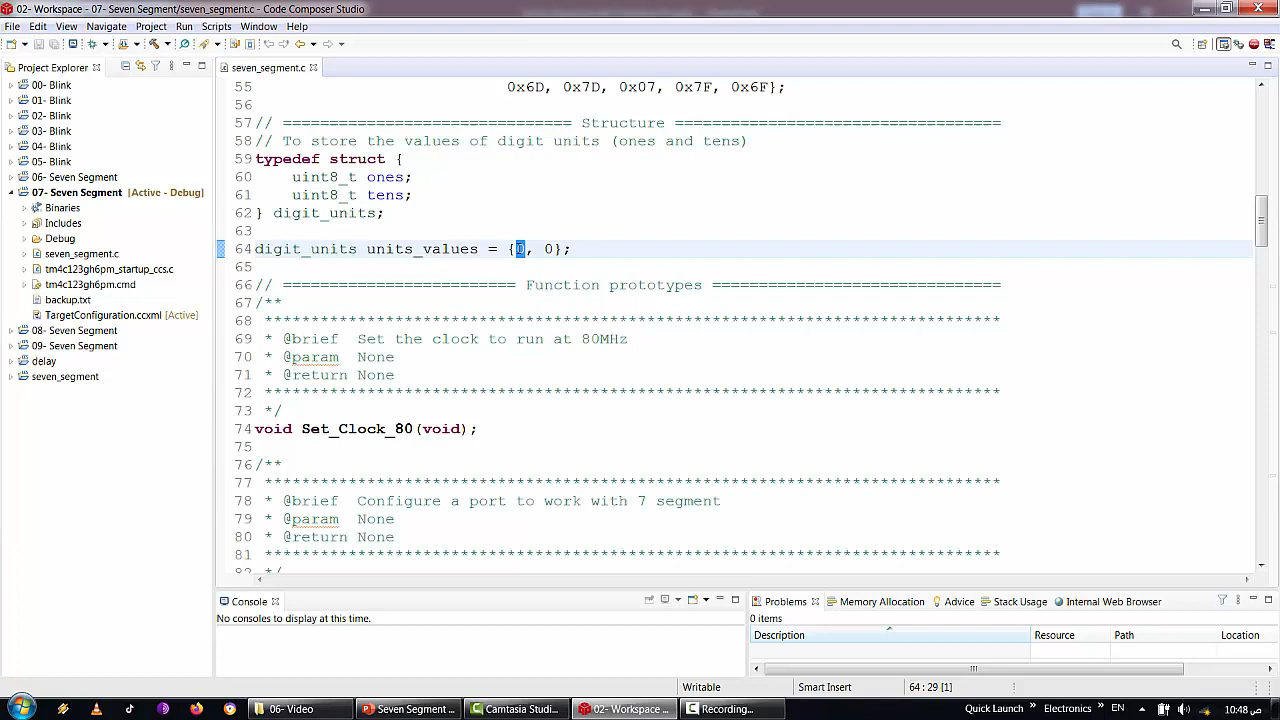 02- Workspace - 07- Seven Segment/seven_segment.c - Code Composer Studio
File Edit View Navigate Project Run Scripts Window Help
Project Explorer
seven_segment.c
00- Blink
01- Blink
02- Blink
03- Blink
04- Blink
05- Blink
06- Seven Segment
07- Seven Segment [Active - Debug]
Binaries
Includes
Debug
seven_segment.c
tm4c123gh6pm_startup_ccs.c
tm4c123gh6pm.cmd
backup.txt
TargetConfiguration.ccxml [Active]
08- Seven Segment
09- Seven Segment
delay
seven_segment
55 0x6D, 0x7D, 0x07, 0x7F, 0x6F};
56
57 // =============================== Structure ===================================
58 // To store the values of digit units (ones and tens)
59 typedef struct {
60 uint8_t ones;
61 uint8_t tens;
62 } digit_units;
63
64 digit_units units_values = {0, 0};
65
66 // ========================= Function prototypes ===============================
67 /**
68 *******************************************************************************
69 * @brief Set the clock to run at 80MHz
70 * @param None
71 * @return None
72 *******************************************************************************
73 */
74 void Set_Clock_80(void);
75
76 /**
77 *******************************************************************************
78 * @brief Configure a port to work with 7 segment
79 * @param None
80 * @return None
81 *******************************************************************************
82 */
Console
No consoles to display at this time.
Problems Memory Allocation Advice Stack Usage Internal Web Browser
0 items
Description Resource Path Location
Writable Smart Insert 64 : 29 [1]
06- Video
Seven Segment ...
Camtasia Studi...
02- Workspace ...
Recording...
Quick Launch » Electronics » EN 10:48 ص